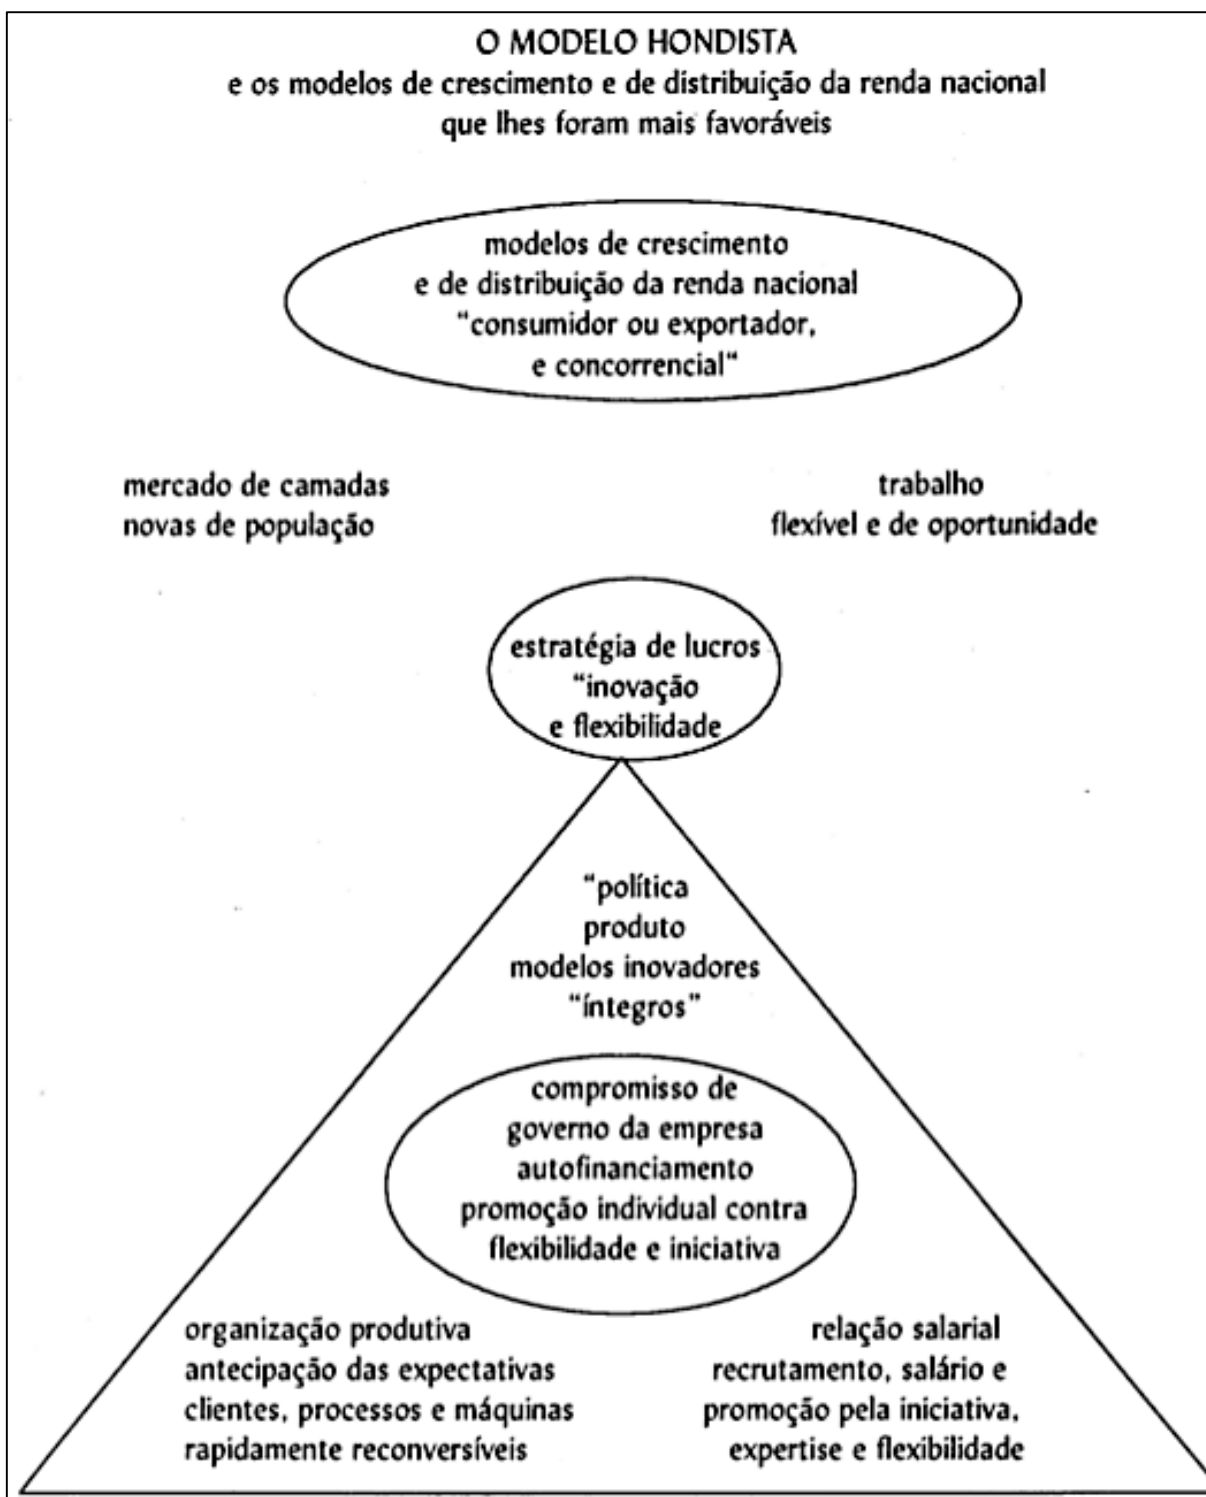 O MODELO HONDISTA
e os modelos de crescimento e de distribuição da renda nacional
que lhes foram mais favoráveis
modelos de crescimento
e de distribuição da renda nacional
“consumidor ou exportador,
e concorrencial“
mercado de camadas
novas de população
trabalho
flexível e de oportunidade
estratégia de lucros
“inovação
e flexibilidade
“política
produto
modelos inovadores
“íntegros”
compromisso de
governo da empresa
autofinanciamento
promoção individual contra
flexibilidade e iniciativa
organização produtiva
antecipação das expectativas
clientes, processos e máquinas
rapidamente reconversíveis
relação salarial
recrutamento, salário e
promoção pela iniciativa,
expertise e flexibilidade